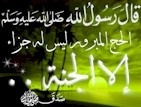 قال رسول الله صلى الله عليه وسلم
الحج المبرور ليس له جزاء
إلا الجنة . .